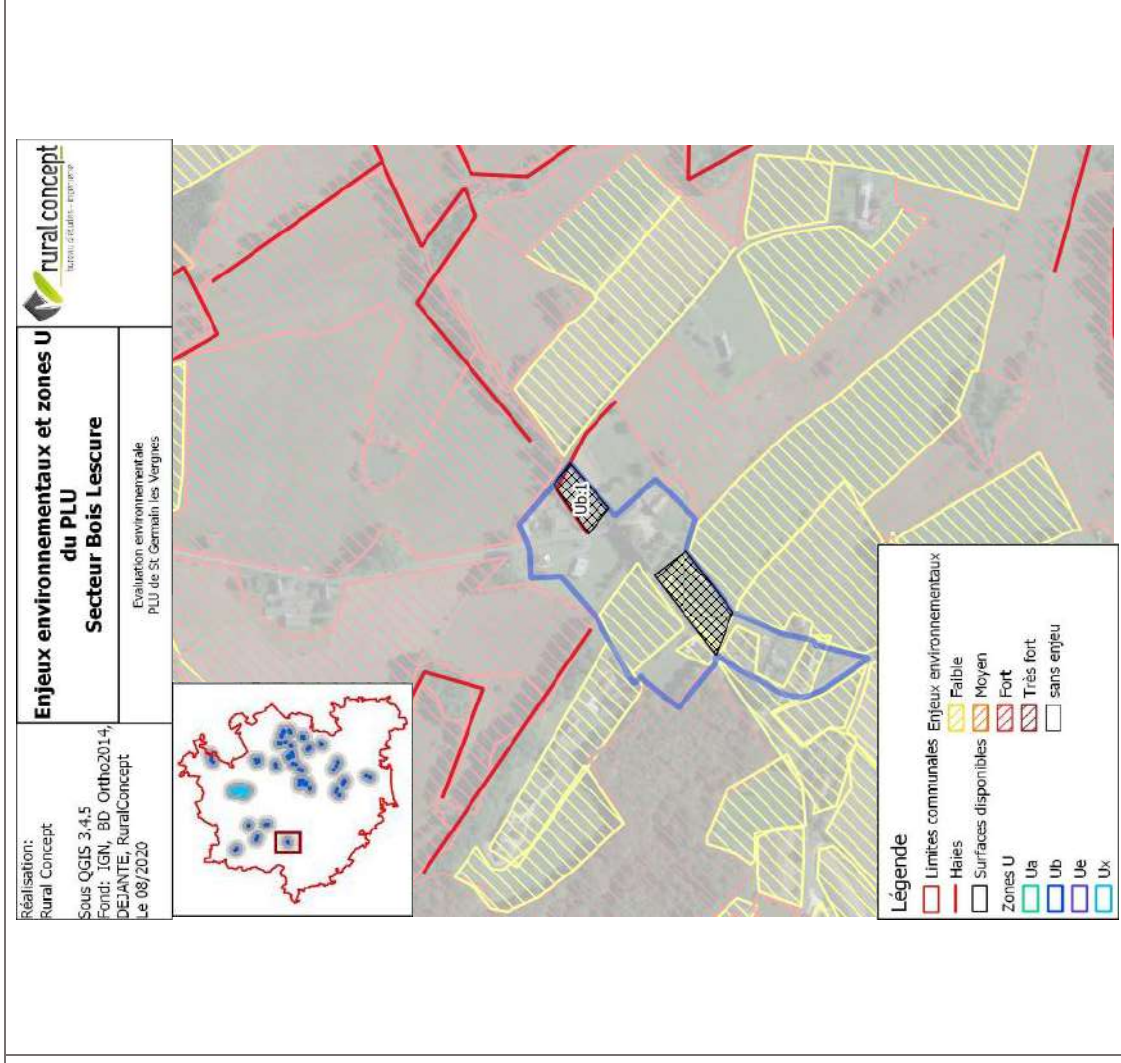 Réalisation:
Rural Concept
Sous QGIS 3.4.5
Fond: IGN, BD Ortho2014,
DEJANTE, RuralConcept
Le 08/2020
Enjeux environnementaux et zones U
du PLU
Secteur Bois Lescure
Evaluation environnementale
PLU de St Germain les Vergnes
rural concept
bureau d'études - ingénierie
Ub:1
Légende
Limites communales
Haies
Surfaces disponibles
Zones U
Ua
Ub
Ue
Ux
Enjeux environnementaux
Faible
Moyen
Fort
Très fort
sans enjeu